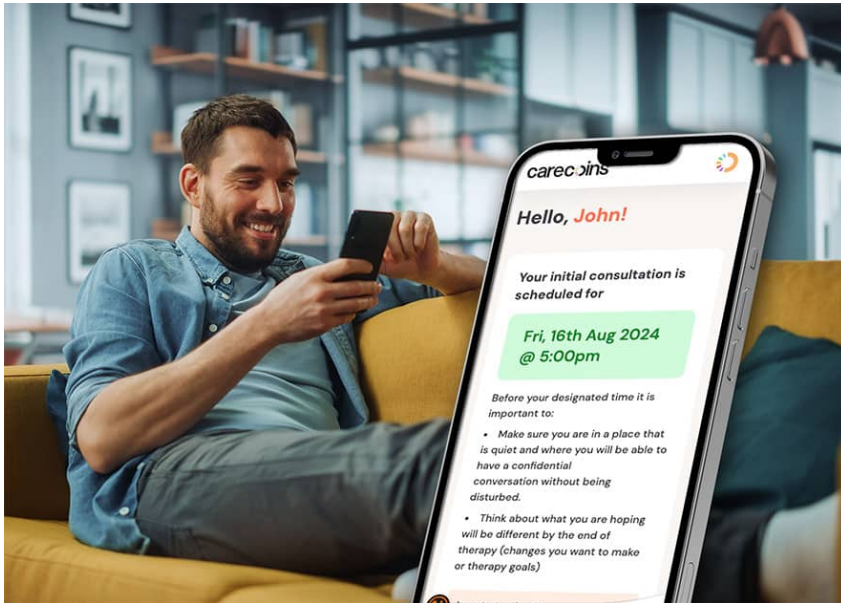 carecoins
Hello, John!
Your initial consultation is
scheduled for
Fri, 16th Aug 2024
@ 5:00pm
Before your designated time it is
important to:
• Make sure you are in a place that
is quiet and where you will be able to
have a confidential
conversation without being
disturbed.
• Think about what you are hoping
will be different by the end of
therapy (changes you want to make
or therapy goals)